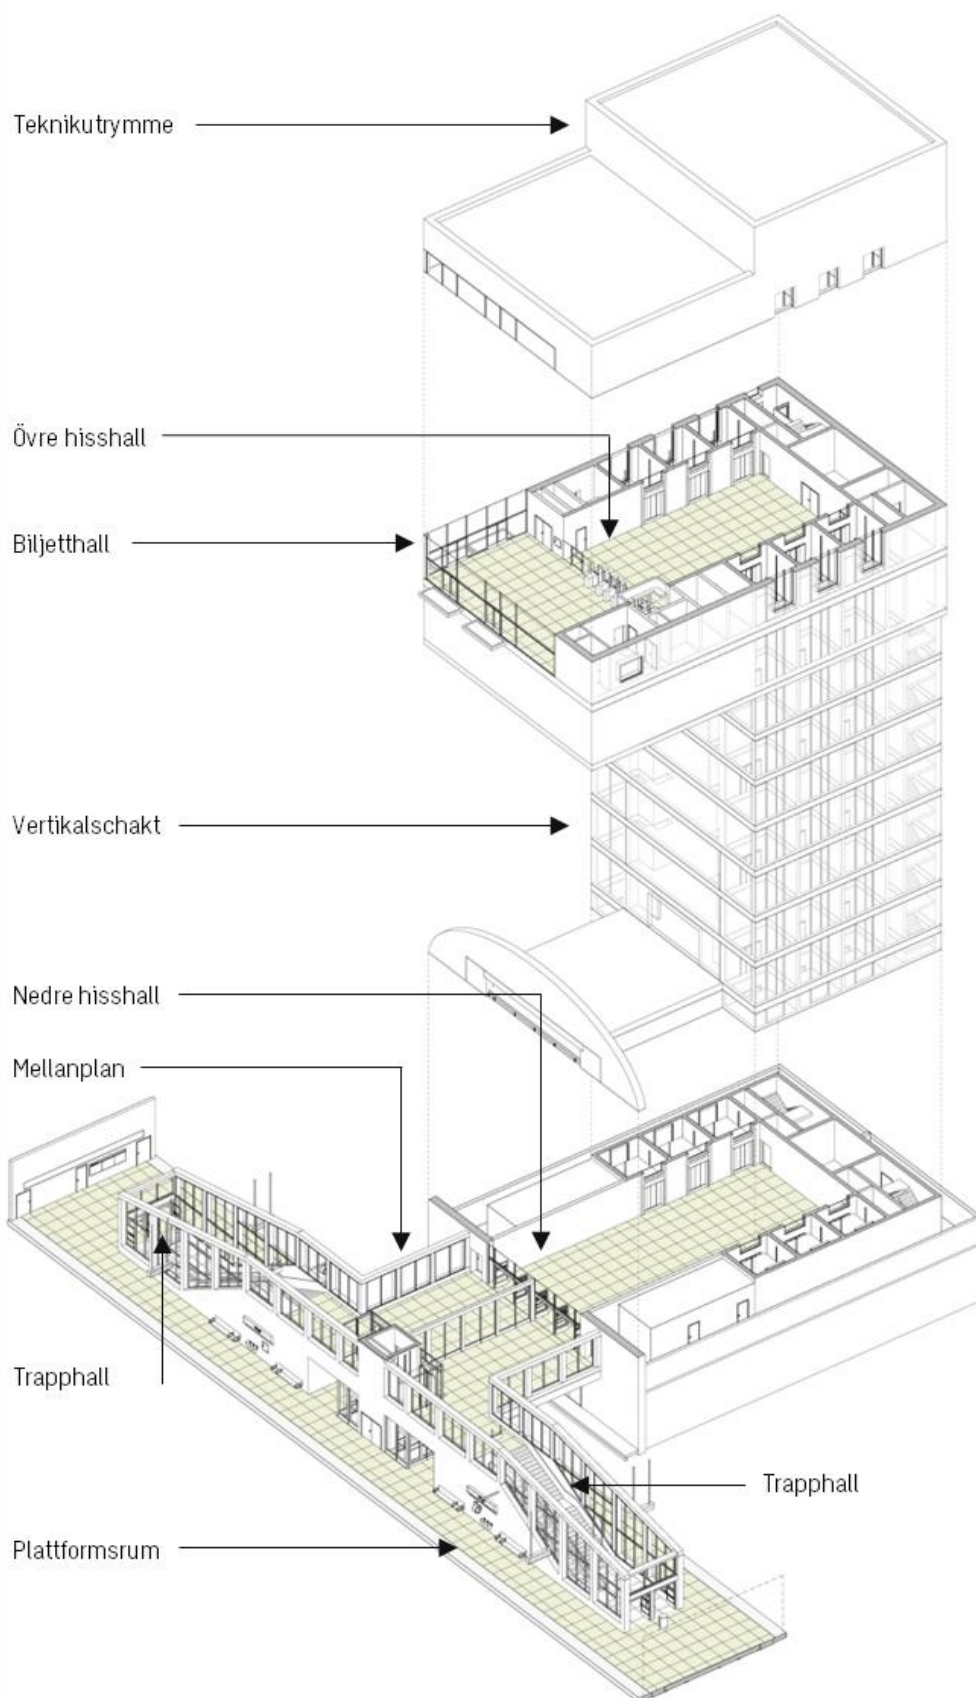 Teknikutrymme
Övre hisshall
Biljetthall
Vertikalschakt
Nedre hisshall
Mellanplan
Trapphall
Trapphall
Plattformsrum